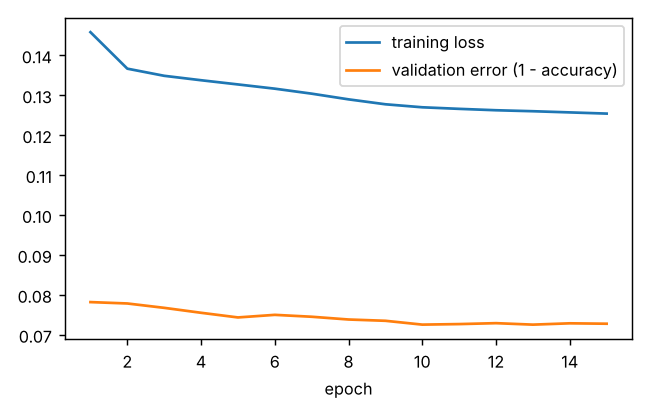 training loss
validation error (1 - accuracy)
0.14
0.13
0.12
0.11
0.10
0.09
0.08
0.07
2 4 6 8 10 12 14
epoch